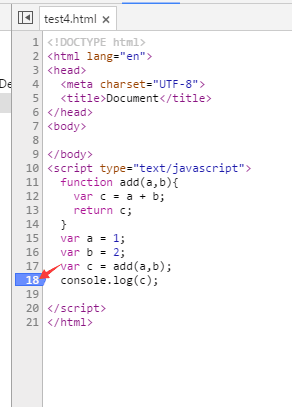 De
test4.html ×
1 <!DOCTYPE html>
2 <html lang="en">
3 <head>
4   <meta charset="UTF-8">
5   <title>Document</title>
6 </head>
7 <body>
8
9 </body>
10 <script type="text/javascript">
11   function add(a,b){
12     var c = a + b;
13     return c;
14   }
15   var a = 1;
16   var b = 2;
17   var c = add(a,b);
18   console.log(c);
19
20 </script>
21 </html>